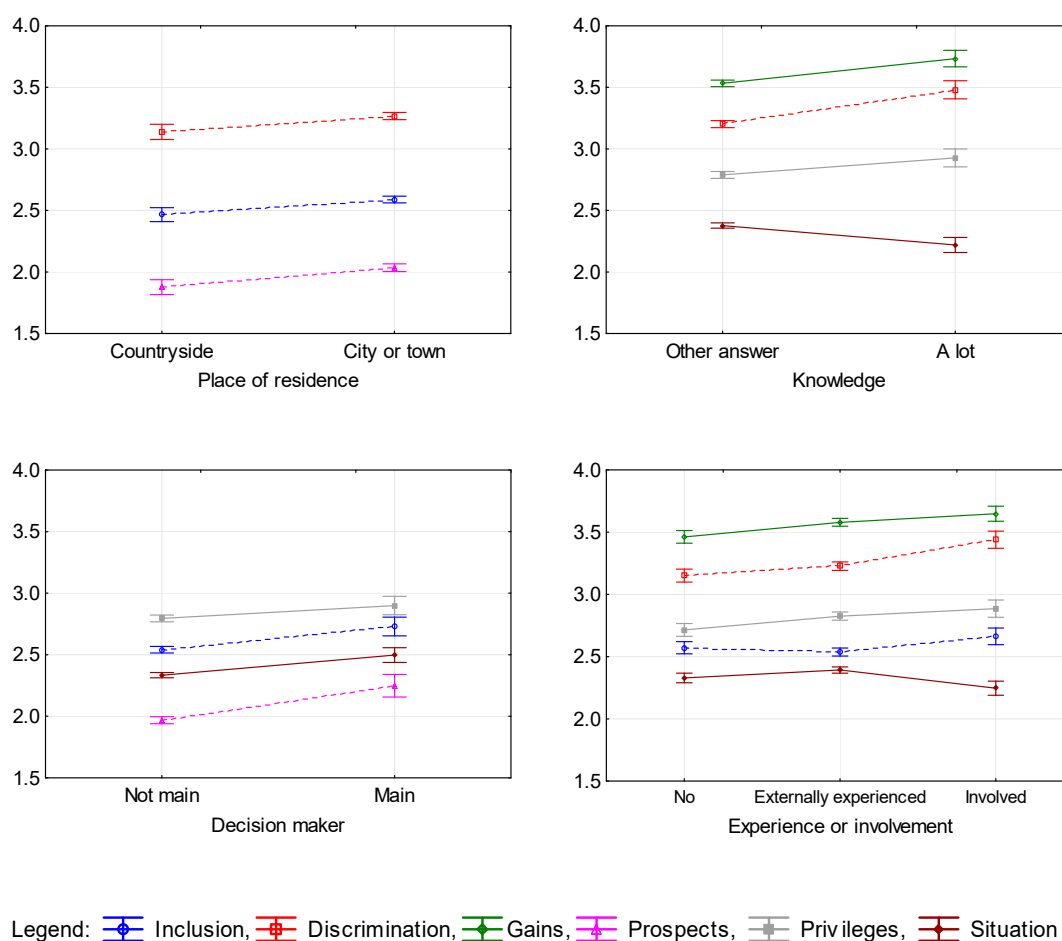 4.0
3.5
3.0
2.5
2.0
1.5
Countryside City or town
Place of residence
4.0
3.5
3.0
2.5
2.0
1.5
Other answer A lot
Knowledge
4.0
3.5
3.0
2.5
2.0
1.5
Not main Main
Decision maker
4.0
3.5
3.0
2.5
2.0
1.5
No Externally experienced Involved
Experience or involvement
Legend: Inclusion, Discrimination, Gains, Prospects, Privileges, Situation